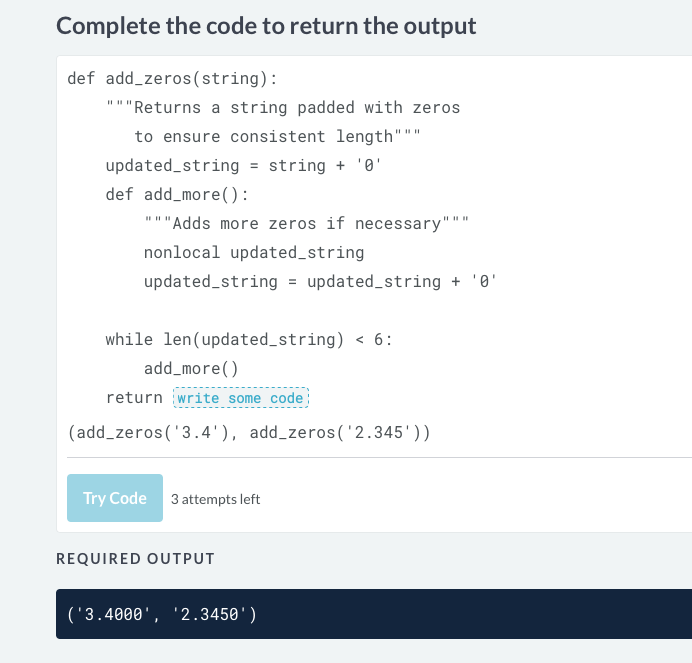 Complete the code to return the output
def add_zeros(string):
    """Returns a string padded with zeros
       to ensure consistent length"""
    updated_string = string + '0'
    def add_more():
        """Adds more zeros if necessary"""
        nonlocal updated_string
        updated_string = updated_string + '0'
    while len(updated_string) < 6:
        add_more()
    return write some code
(add_zeros('3.4'), add_zeros('2.345'))
Try Code 3 attempts left
REQUIRED OUTPUT
('3.4000', '2.3450')